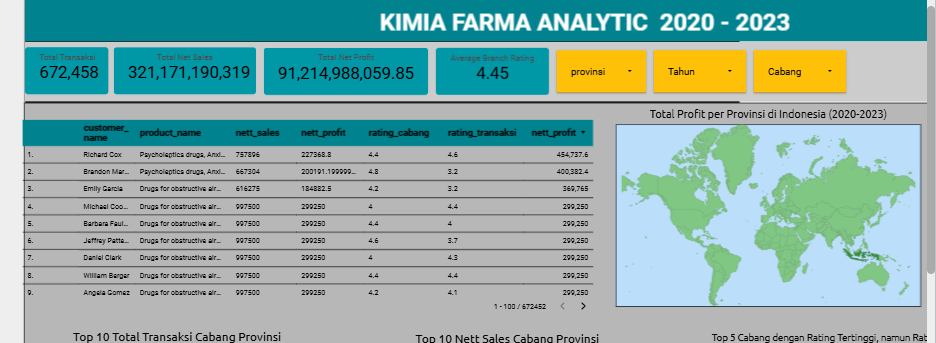 KIMIA FARMA ANALYTIC 2020 - 2023
Total Transaksi
672,458
Total Net Sales
321,171,190,319
Total Net Profit
91,214,988,059.85
Average Branch Rating
4.45
provinsi
Tahun
Cabang
customer_name product_name nett_sales nett_profit rating_cabang rating_transaksi nett_profit
1. Richard Cox Psycholeptics drugs, Anxi... 757896 227368.8 4.4 4.6 454,737.6
2. Brandon Mar... Psycholeptics drugs, Anxi... 667304 200191.199999... 4.8 3.2 400,382.4
3. Emily Garcia Drugs for obstructive air... 616275 184882.5 4.2 3.2 369,765
4. Michael Coo... Drugs for obstructive air... 997500 299250 4 4.4 299,250
5. Barbara Faul... Drugs for obstructive air... 997500 299250 4.4 4 299,250
6. Jeffrey Patte... Drugs for obstructive air... 997500 299250 4.6 3.7 299,250
7. Daniel Clark Drugs for obstructive air... 997500 299250 4 4.3 299,250
8. William Berger Drugs for obstructive air... 997500 299250 4.4 4.4 299,250
9. Angela Gomez Drugs for obstructive air... 997500 299250 4.2 4.1 299,250
1 - 100 / 672452
Total Profit per Provinsi di Indonesia (2020-2023)
Top 10 Total Transaksi Cabang Provinsi
Top 10 Nett Sales Cabang Provinsi
Top 5 Cabang dengan Rating Tertinggi, namun Rat